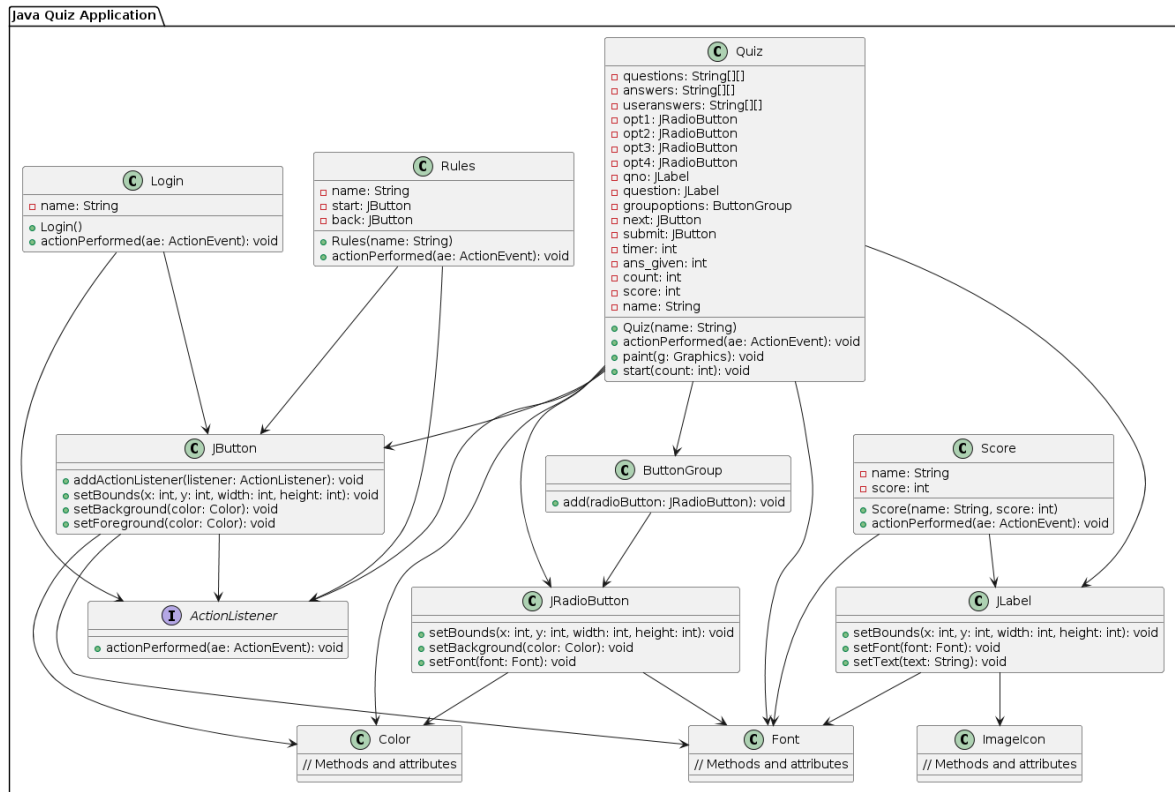 Java Quiz Application
C Quiz
questions: String[][]
answers: String[][]
useranswers: String[][]
opt1: JRadioButton
opt2: JRadioButton
opt3: JRadioButton
opt4: JRadioButton
qno: JLabel
question: JLabel
groupoptions: ButtonGroup
next: JButton
submit: JButton
timer: int
ans_given: int
count: int
score: int
name: String
Quiz(name: String)
actionPerformed(ae: ActionEvent): void
paint(g: Graphics): void
start(count: int): void
C Login
name: String
Login()
actionPerformed(ae: ActionEvent): void
C Rules
name: String
start: JButton
back: JButton
Rules(name: String)
actionPerformed(ae: ActionEvent): void
C JButton
addActionListener(listener: ActionListener): void
setBounds(x: int, y: int, width: int, height: int): void
setBackground(color: Color): void
setForeground(color: Color): void
C ButtonGroup
add(radioButton: JRadioButton): void
C Score
name: String
score: int
Score(name: String, score: int)
actionPerformed(ae: ActionEvent): void
I ActionListener
actionPerformed(ae: ActionEvent): void
C JRadioButton
setBounds(x: int, y: int, width: int, height: int): void
setBackground(color: Color): void
setFont(font: Font): void
C JLabel
setBounds(x: int, y: int, width: int, height: int): void
setFont(font: Font): void
setText(text: String): void
C Color
// Methods and attributes
C Font
// Methods and attributes
C ImageIcon
// Methods and attributes